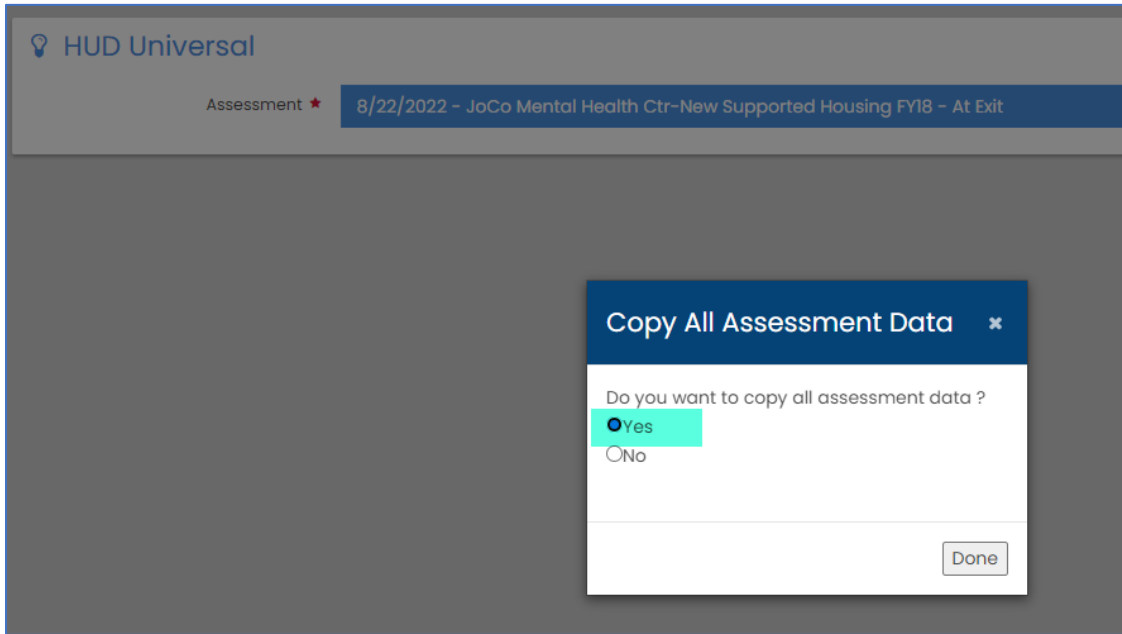 HUD Universal
Assessment ★ 8/22/2022 - JoCo Mental Health Ctr-New Supported Housing FY18 - At Exit
Copy All Assessment Data ×
Do you want to copy all assessment data ?
Yes
No
Done